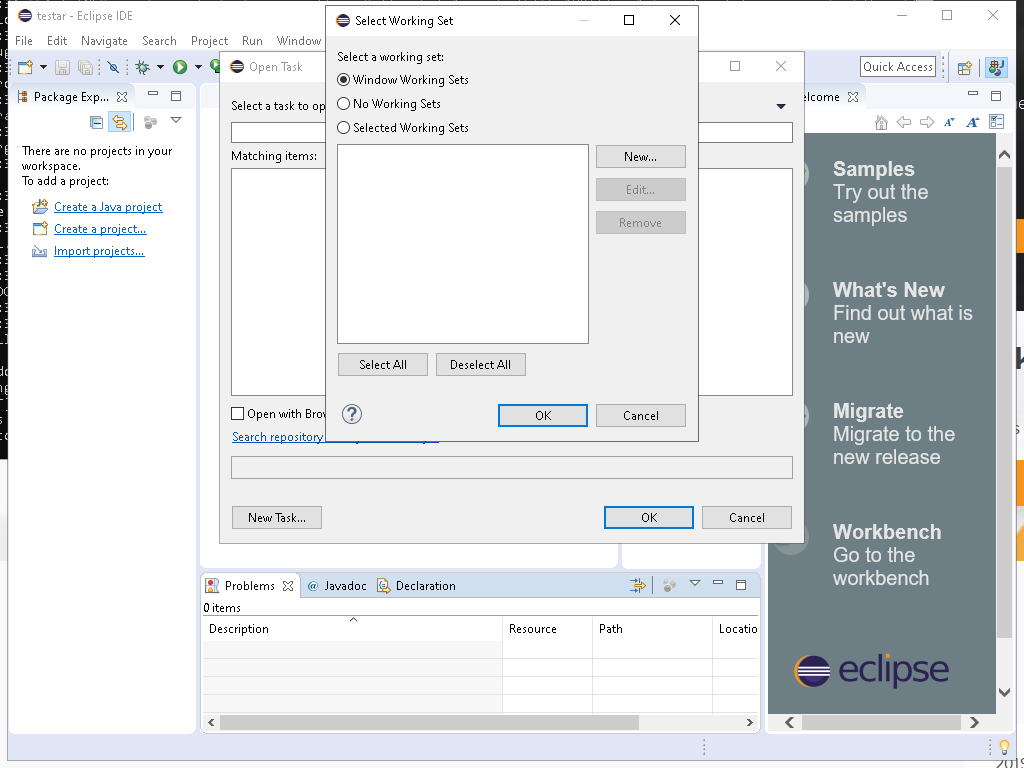 testar - Eclipse IDE
File Edit Navigate Search Project Run Window
Quick Access
Package Exp...
There are no projects in your
workspace.
To add a project:
Create a Java project
Create a project...
Import projects...
Open Task
Select a task to op
Matching items:
Open with Brow
Search repository
New Task...
OK
Cancel
Select Working Set
Select a working set:
Window Working Sets
No Working Sets
Selected Working Sets
New...
Edit...
Remove
Select All
Deselect All
OK
Cancel
elcome
Samples
Try out the
samples
What's New
Find out what is
new
Migrate
Migrate to the
new release
Workbench
Go to the
workbench
eclipse
Problems
@ Javadoc
Declaration
0 items
Description
Resource
Path
Locatio